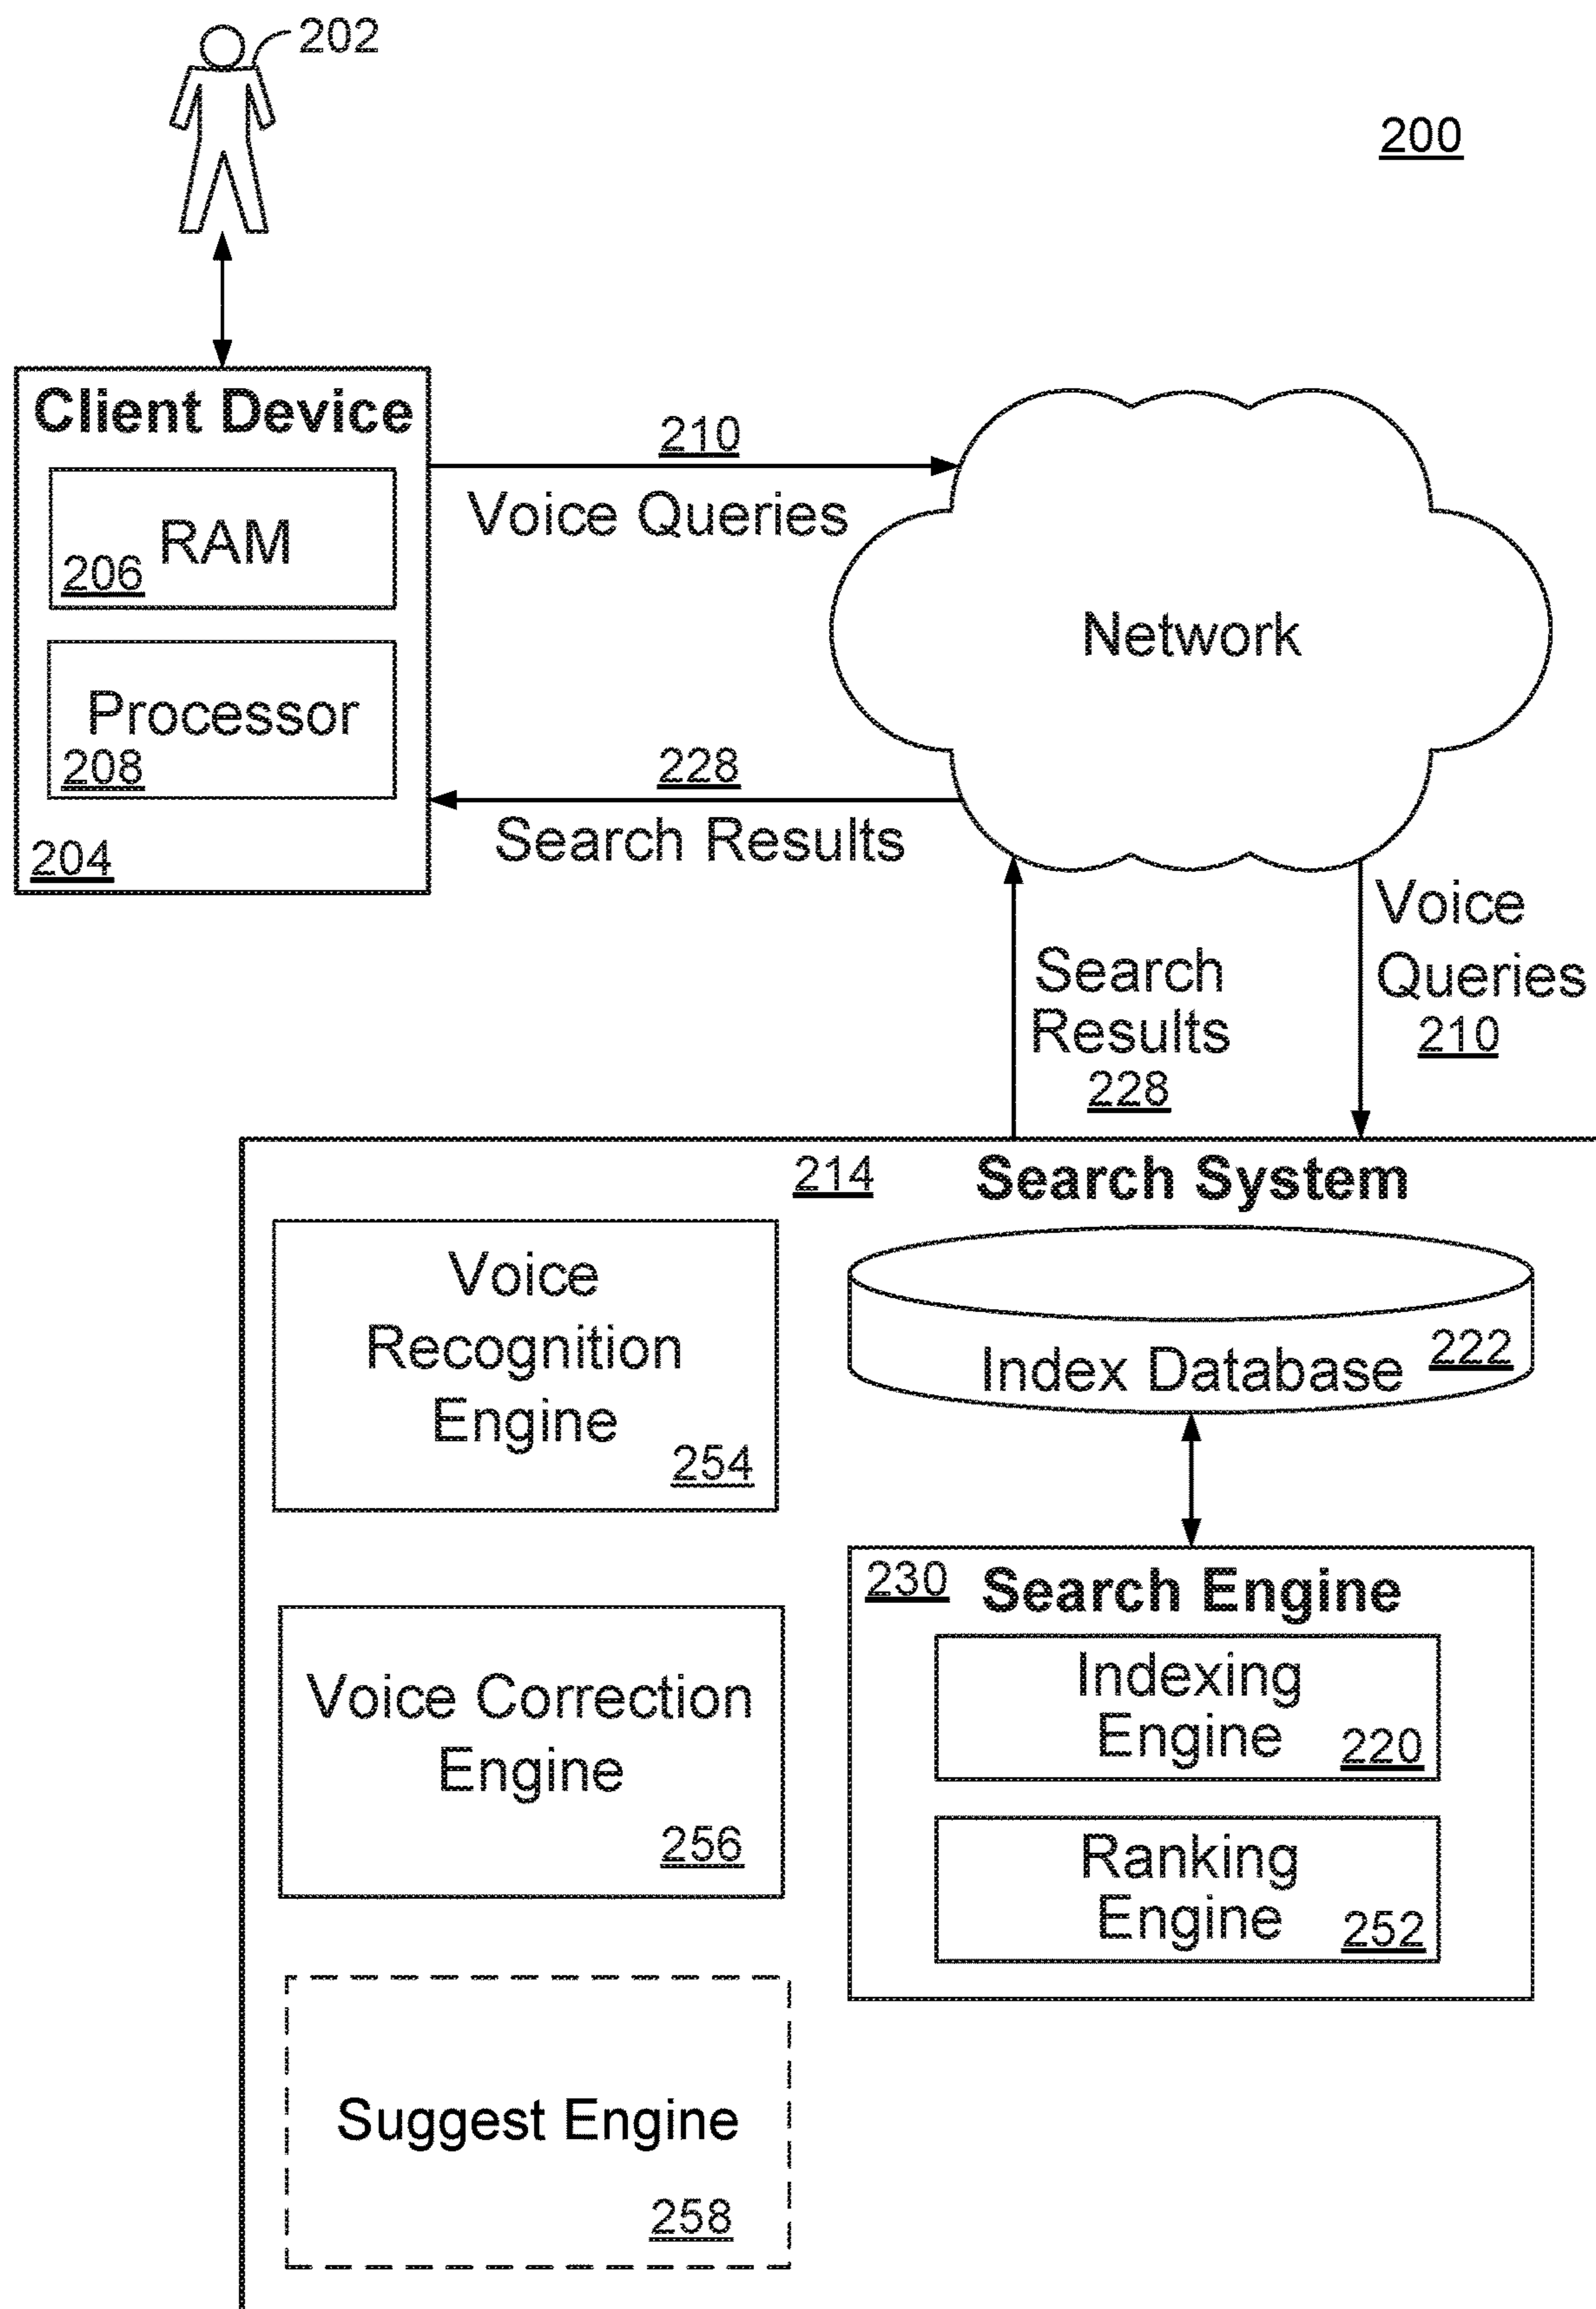 202
200
Client Device
RAM
206
Processor
208
204
210
Voice Queries
Network
228
Search Results
Search
Results
228
Voice
Queries
210
214
Search System
Voice
Recognition
Engine
254
Index Database
222
Voice Correction
Engine
256
230
Search Engine
Indexing
Engine
220
Ranking
Engine
252
Suggest Engine
258